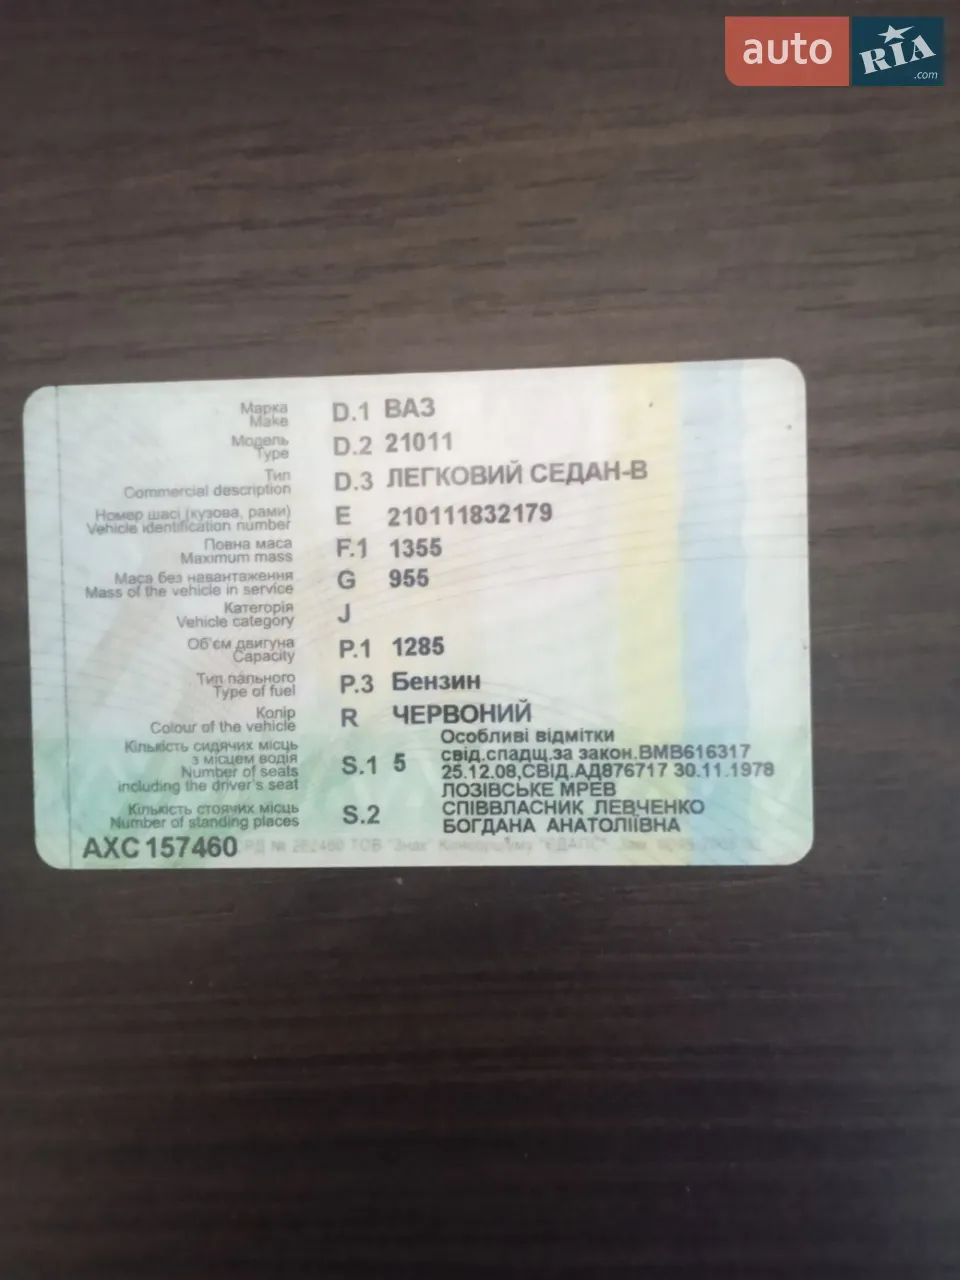 auto RIA .com
Марка D.1 ВАЗ
Make
Модель D.2 21011
Type
Тип D.3 ЛЕГКОВИЙ СЕДАН-В
Commercial description
Номер шасі (кузова, рами) E 210111832179
Vehicle identification number
Повна маса F.1 1355
Maximum mass
Маса без навантаження G 955
Mass of the vehicle in service
Категорія J
Vehicle category
Об'єм двигуна P.1 1285
Capacity
Тип пального P.3 Бензин
Type of fuel
Колір R ЧЕРВОНИЙ
Colour of the vehicle
Кількість сидячих місць S.1 5
з місцем водія
Number of seats
including the driver's seat
Особливі відмітки
свід.спадщ.за закон.ВМВ616317
25.12.08,СВІД.АД876717 30.11.1978
ЛОЗІВСЬКЕ МРЕВ
СПІВВЛАСНИК ЛЕВЧЕНКО
БОГДАНА АНАТОЛІЇВНА
Кількість стоячих місць S.2
Number of standing places
АХС 157460